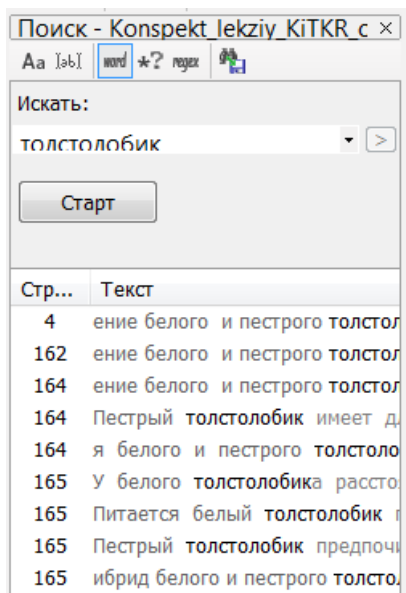 Поиск - Konspekt_lekziy_KiTKR_c ×
Aa [ab] word *? regex
Искать:
толстолобик
Старт
Стр... Текст
4 ение белого и пестрого толстол
162 ение белого и пестрого толстол
164 ение белого и пестрого толстол
164 Пестрый толстолобик имеет д
164 я белого и пестрого толстоло
165 У белого толстолобика рассто
165 Питается белый толстолобик
165 Пестрый толстолобик предпочи
165 ибрид белого и пестрого толсто